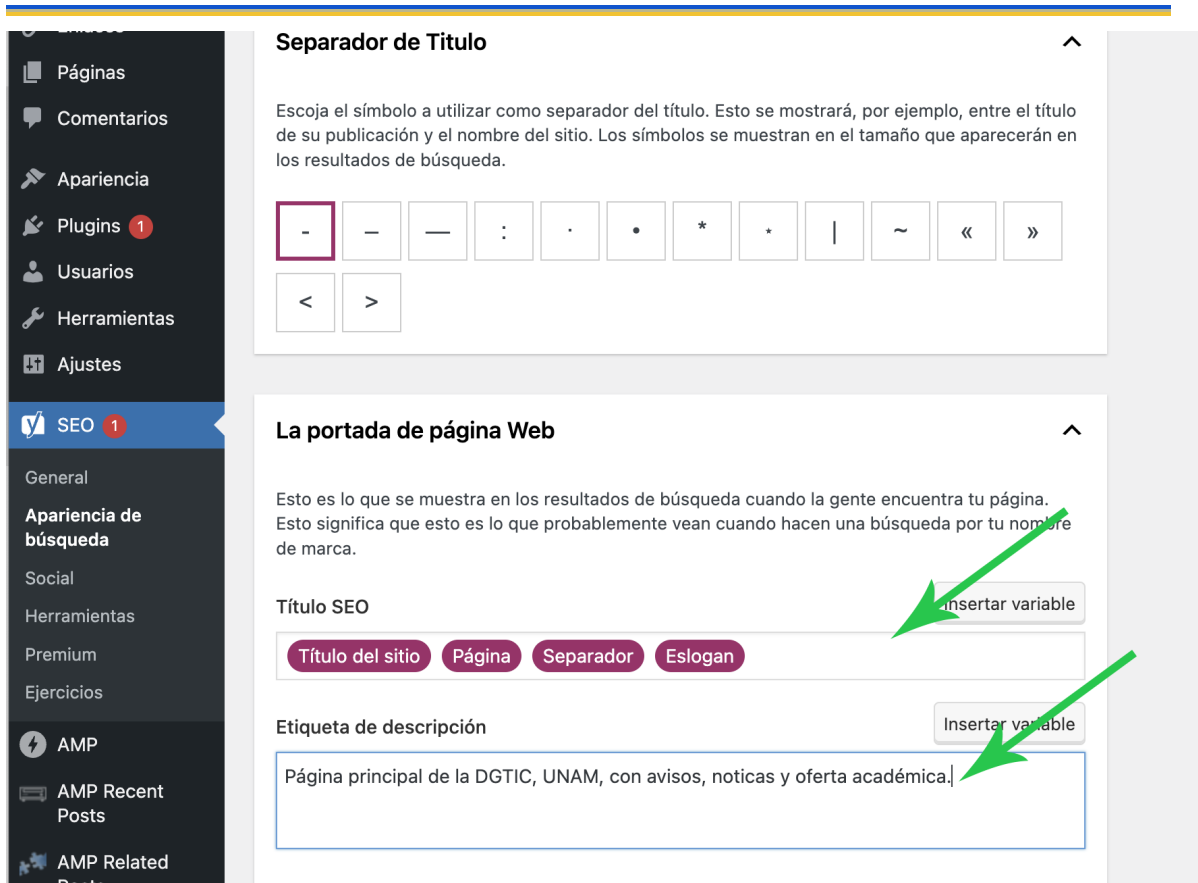 Enlaces
Páginas
Comentarios
Apariencia
Plugins 1
Usuarios
Herramientas
Ajustes
SEO 1
General
Apariencia de
búsqueda
Social
Herramientas
Premium
Ejercicios
AMP
AMP Recent
Posts
AMP Related
Posts
Separador de Titulo
Escoja el símbolo a utilizar como separador del título. Esto se mostrará, por ejemplo, entre el título
de su publicación y el nombre del sitio. Los símbolos se muestran en el tamaño que aparecerán en
los resultados de búsqueda.
- – — : · • * ⋆ | ~ « »
< >
La portada de página Web
Esto es lo que se muestra en los resultados de búsqueda cuando la gente encuentra tu página.
Esto significa que esto es lo que probablemente vean cuando hacen una búsqueda por tu nombre
de marca.
Título SEO
Insertar variable
Título del sitio Página Separador Eslogan
Etiqueta de descripción
Insertar variable
Página principal de la DGTIC, UNAM, con avisos, noticas y oferta académica.